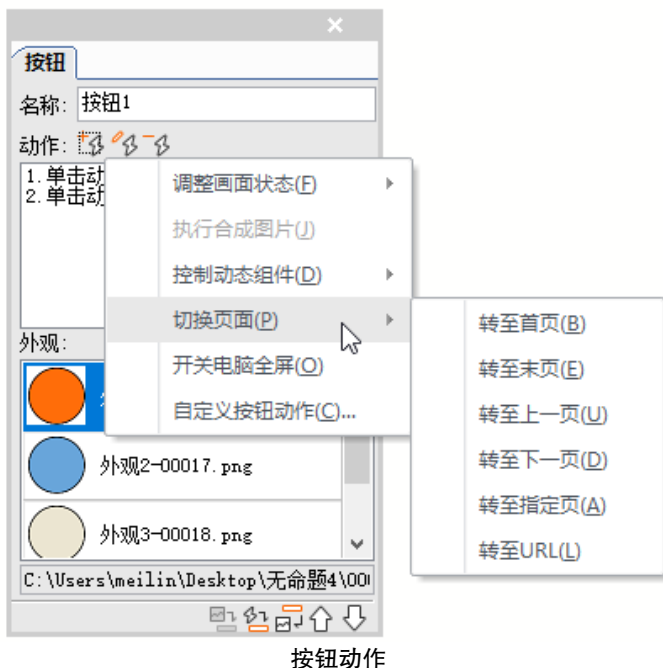 按钮
名称: 按钮1
动作:
1.单击动
2.单击动
调整画面状态(F)
执行合成图片(J)
控制动态组件(D)
切换页面(P)
开关电脑全屏(O)
自定义按钮动作(C)...
转至首页(B)
转至末页(E)
转至上一页(U)
转至下一页(D)
转至指定页(A)
转至URL(L)
外观:
外观2-00017.png
外观3-00018.png
C:\Users\meilin\Desktop\无命题4\00
按钮动作